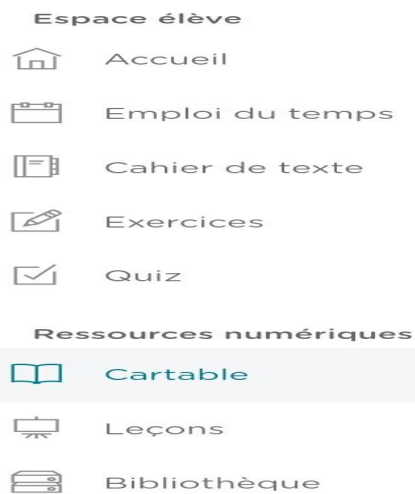 Espace élève
Accueil
Emploi du temps
Cahier de texte
Exercices
Quiz
Ressources numériques
Cartable
Leçons
Bibliothèque